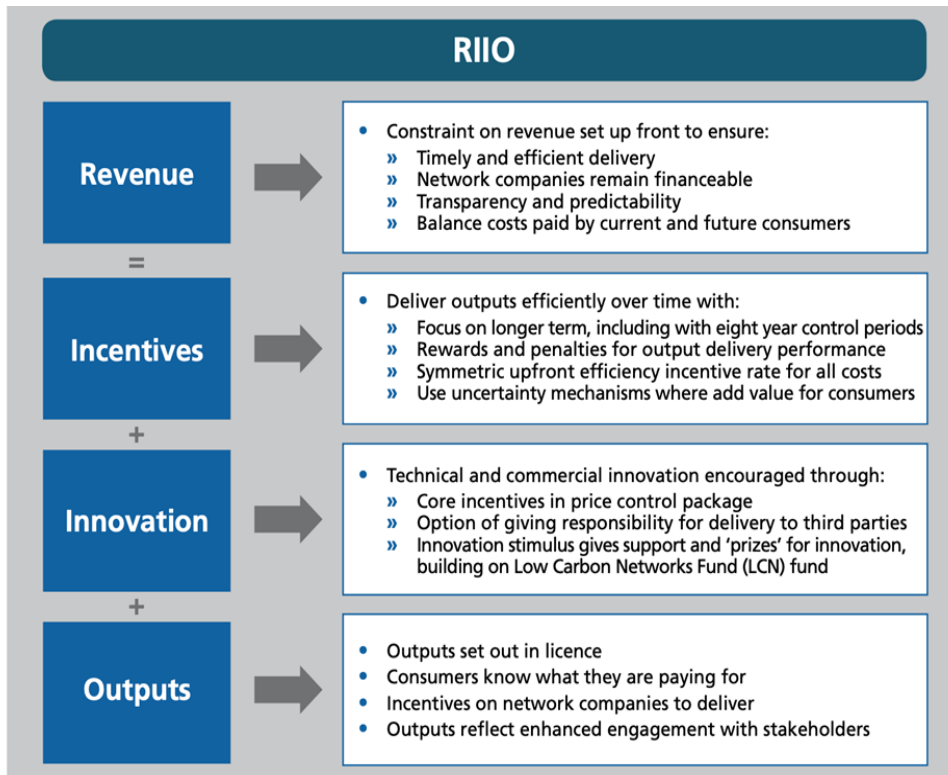 RIIO
Revenue
• Constraint on revenue set up front to ensure:
» Timely and efficient delivery
» Network companies remain financeable
» Transparency and predictability
» Balance costs paid by current and future consumers
=
Incentives
• Deliver outputs efficiently over time with:
» Focus on longer term, including with eight year control periods
» Rewards and penalties for output delivery performance
» Symmetric upfront efficiency incentive rate for all costs
» Use uncertainty mechanisms where add value for consumers
+
Innovation
• Technical and commercial innovation encouraged through:
» Core incentives in price control package
» Option of giving responsibility for delivery to third parties
» Innovation stimulus gives support and ‘prizes’ for innovation,
building on Low Carbon Networks Fund (LCN) fund
+
Outputs
• Outputs set out in licence
• Consumers know what they are paying for
• Incentives on network companies to deliver
• Outputs reflect enhanced engagement with stakeholders